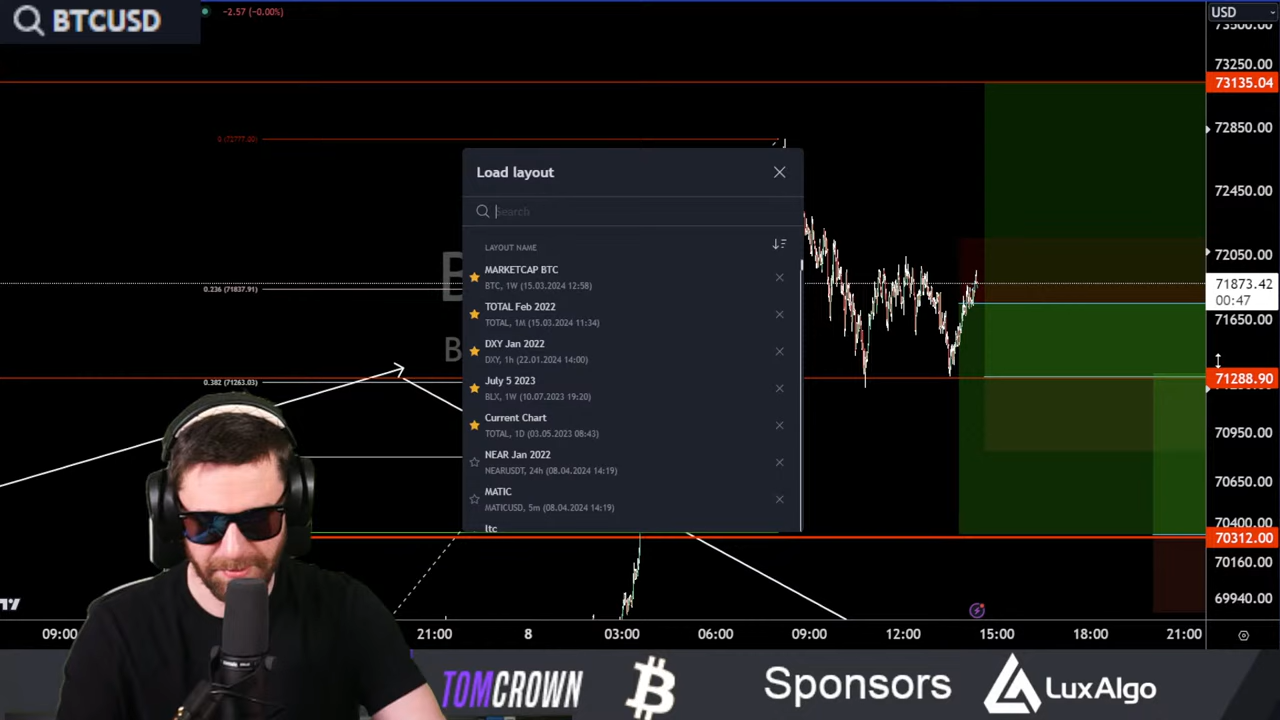 BTCUSD
-2.57 (-0.00%)
USD
73500.00
73250.00
73135.04
72850.00
72450.00
72050.00
71873.42
00:47
71650.00
71288.90
70950.00
70650.00
70400.00
70312.00
70160.00
69940.00
0 (72777.00)
0.236 (71837.91)
0.382 (71263.03)
B
B
Load layout
Search
LAYOUT NAME
MARKETCAP BTC
BTC, 1W (15.03.2024 12:58)
TOTAL Feb 2022
TOTAL, 1M (15.03.2024 11:34)
DXY Jan 2022
DXY, 1h (22.01.2024 14:00)
July 5 2023
BLX, 1W (10.07.2023 19:20)
Current Chart
TOTAL, 1D (03.05.2023 08:43)
NEAR Jan 2022
NEARUSDT, 24h (08.04.2024 14:19)
MATIC
MATICUSD, 5m (08.04.2024 14:19)
ltc
09:00 21:00 8 03:00 06:00 09:00 12:00 15:00 18:00 21:00
TOMCROWN
Sponsors
LuxAlgo